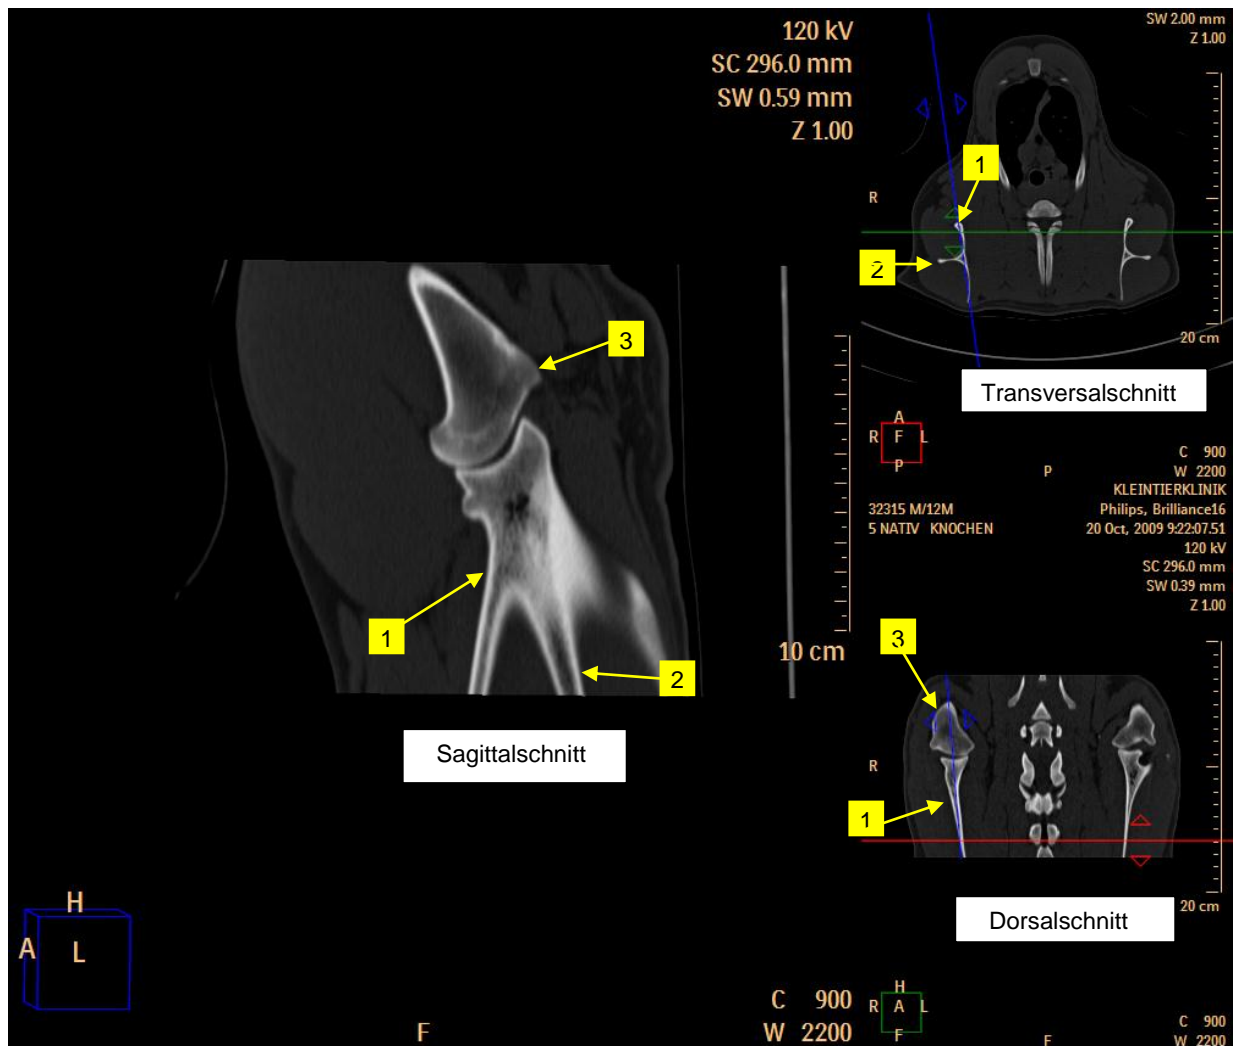 120 kV
SC 296.0 mm
SW 0.59 mm
Z 1.00
3
1
2
10 cm
Sagittalschnitt
H
A L
F
C 900
W 2200
SW 2.00 mm
Z 1.00
1
R
2
20 cm
Transversalschnitt
A
R F L
P
P
C 900
W 2200
KLEINTIERKLINIK
32315 M/12M
Philips, Brilliance16
5 NATIV KNOCHEN
20 Oct, 2009 9:22:07.51
120 kV
SC 296.0 mm
SW 0.39 mm
Z 1.00
3
R
1
20 cm
Dorsalschnitt
H
R A L
F
F
C 900
W 2200